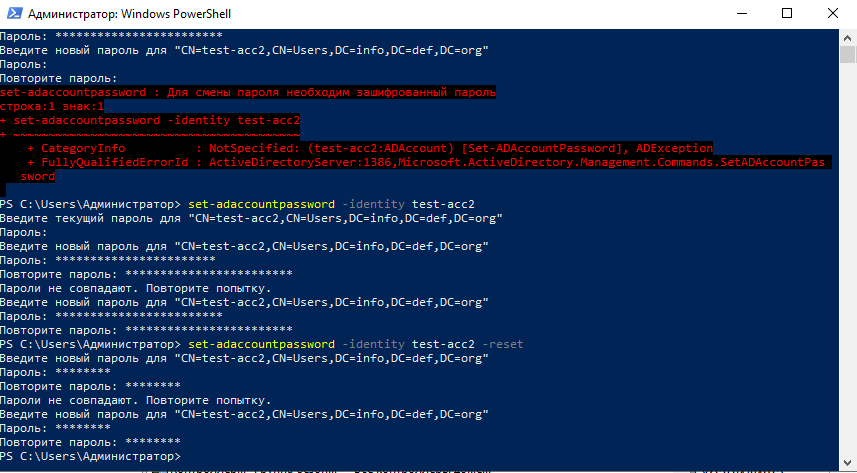 Администратор: Windows PowerShell
Пароль: ************************
Введите новый пароль для "CN=test-acc2,CN=Users,DC=info,DC=def,DC=org"
Пароль:
Повторите пароль:
set-adaccountpassword : Для смены пароля необходим зашифрованный пароль
строка:1 знак:1
+ set-adaccountpassword -identity test-acc2
+ ~~~~~~~~~~~~~~~~~~~~~~~~~~~~~~~~~~~~~~~~~
    + CategoryInfo          : NotSpecified: (test-acc2:ADAccount) [Set-ADAccountPassword], ADException
    + FullyQualifiedErrorId : ActiveDirectoryServer:1386,Microsoft.ActiveDirectory.Management.Commands.SetADAccountPas
   sword
PS C:\Users\Администратор> set-adaccountpassword -identity test-acc2
Введите текущий пароль для "CN=test-acc2,CN=Users,DC=info,DC=def,DC=org"
Пароль:
Введите новый пароль для "CN=test-acc2,CN=Users,DC=info,DC=def,DC=org"
Пароль: ***********************
Повторите пароль: ************************
Пароли не совпадают. Повторите попытку.
Введите новый пароль для "CN=test-acc2,CN=Users,DC=info,DC=def,DC=org"
Пароль: ************************
Повторите пароль: ************************
PS C:\Users\Администратор> set-adaccountpassword -identity test-acc2 -reset
Введите новый пароль для "CN=test-acc2,CN=Users,DC=info,DC=def,DC=org"
Пароль: ********
Повторите пароль: ********
Пароли не совпадают. Повторите попытку.
Введите новый пароль для "CN=test-acc2,CN=Users,DC=info,DC=def,DC=org"
Пароль: ********
Повторите пароль: ********
PS C:\Users\Администратор>